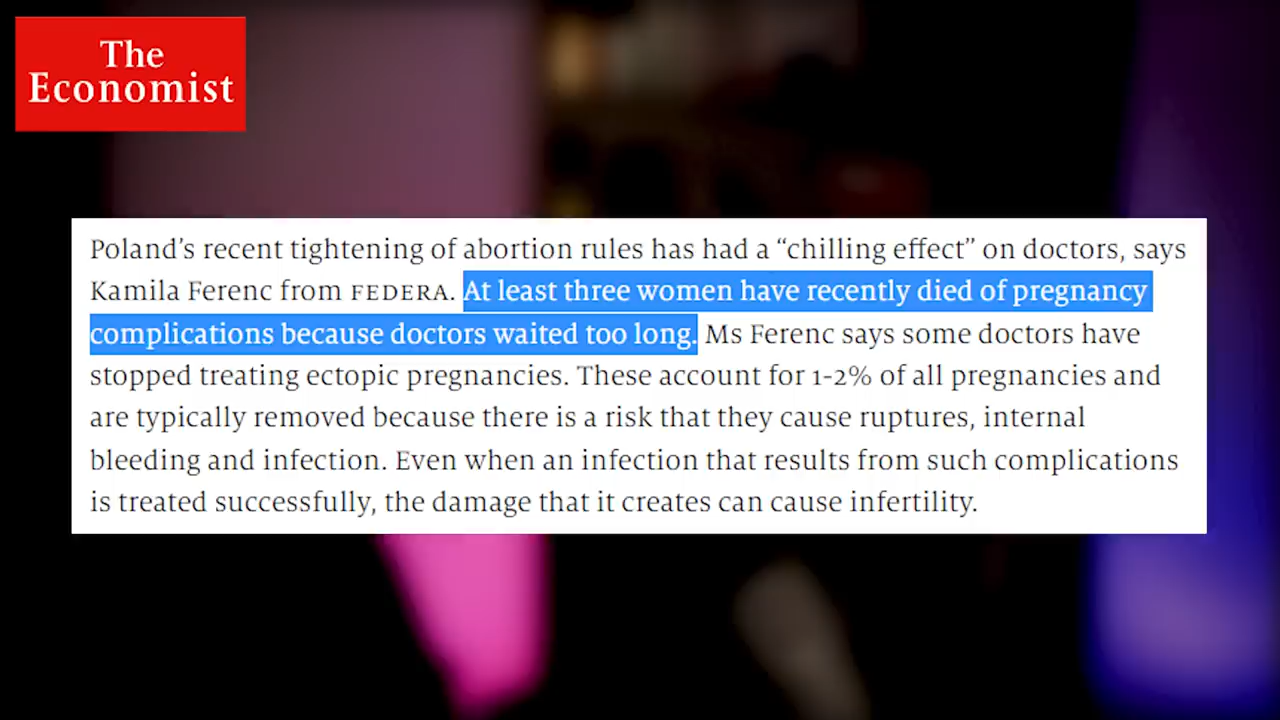 The
Economist
Poland’s recent tightening of abortion rules has had a “chilling effect” on doctors, says
Kamila Ferenc from FEDERA. At least three women have recently died of pregnancy
complications because doctors waited too long. Ms Ferenc says some doctors have
stopped treating ectopic pregnancies. These account for 1-2% of all pregnancies and
are typically removed because there is a risk that they cause ruptures, internal
bleeding and infection. Even when an infection that results from such complications
is treated successfully, the damage that it creates can cause infertility.